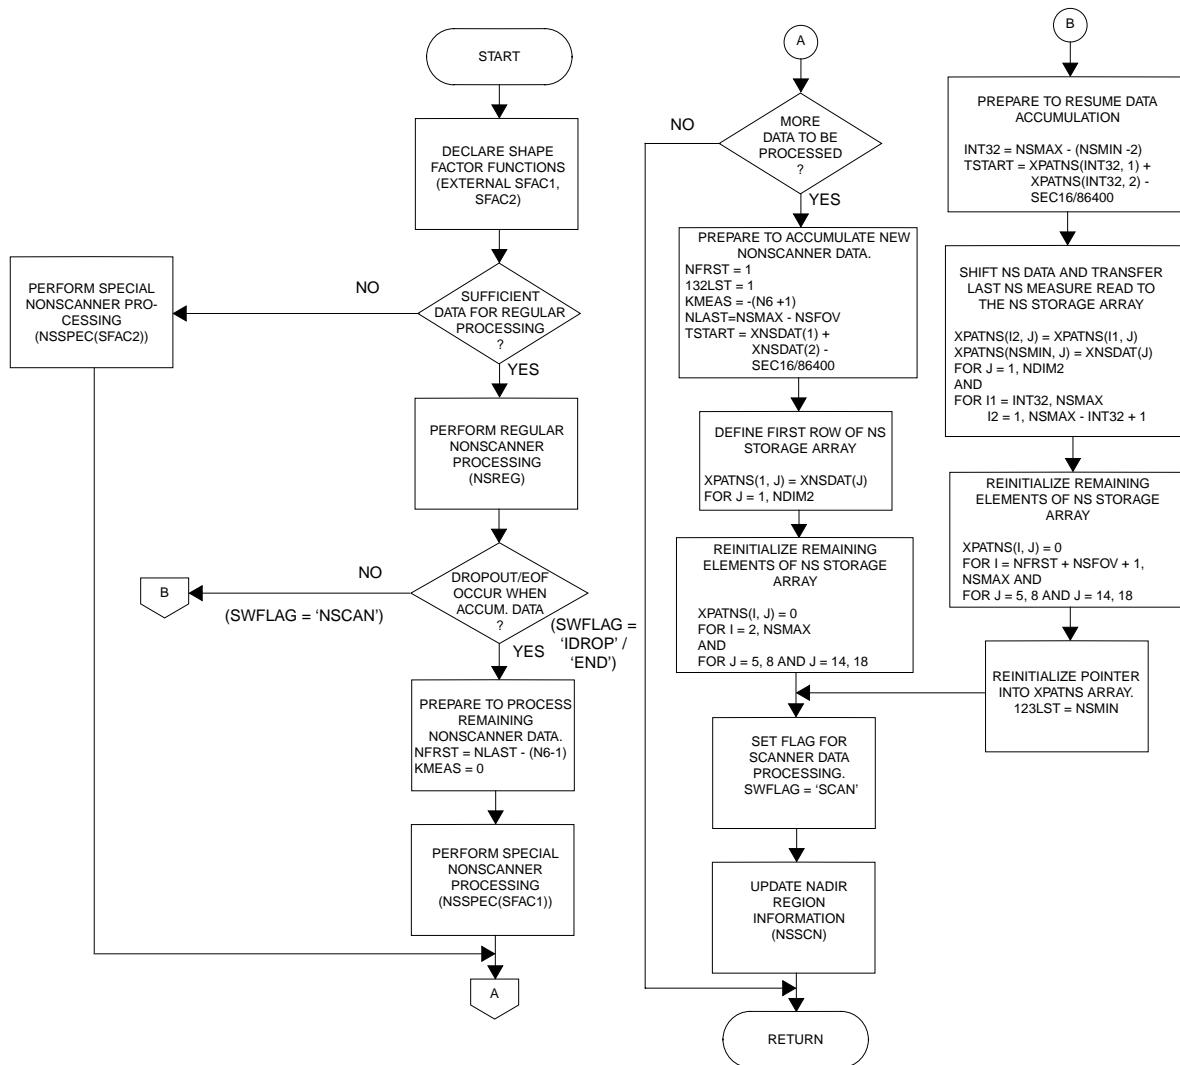 START
DECLARE SHAPE
FACTOR FUNCTIONS
(EXTERNAL SFAC1,
SFAC2)
SUFFICIENT
DATA FOR REGULAR
PROCESSING
?
NO
YES
PERFORM SPECIAL
NONSCANNER PRO-
CESSING
(NSSPEC(SFAC2))
PERFORM REGULAR
NONSCANNER
PROCESSING
(NSREG)
DROPOUT/EOF
OCCUR WHEN
ACCUM. DATA
?
NO
B
(SWFLAG = 'NSCAN')
(SWFLAG =
'IDROP' /
'END')
YES
PREPARE TO PROCESS
REMAINING
NONSCANNER DATA.
NFRST = NLAST - (N6-1)
KMEAS = 0
PERFORM SPECIAL
NONSCANNER
PROCESSING
(NSSPEC(SFAC1))
A
A
MORE
DATA TO BE
PROCESSED
?
NO
YES
PREPARE TO ACCUMULATE NEW
NONSCANNER DATA.
NFRST = 1
132LST = 1
KMEAS = -(N6 +1)
NLAST=NSMAX - NSFOV
TSTART = XNSDAT(1) +
XNSDAT(2) -
SEC16/86400
DEFINE FIRST ROW OF NS
STORAGE ARRAY
XPATNS(1, J) = XNSDAT(J)
FOR J = 1, NDIM2
REINITIALIZE REMAINING
ELEMENTS OF NS STORAGE
ARRAY
XPATNS(I, J) = 0
FOR I = 2, NSMAX
AND
FOR J = 5, 8 AND J = 14, 18
SET FLAG FOR
SCANNER DATA
PROCESSING.
SWFLAG = 'SCAN'
UPDATE NADIR
REGION
INFORMATION
(NSSCN)
RETURN
B
PREPARE TO RESUME DATA
ACCUMULATION
INT32 = NSMAX - (NSMIN -2)
TSTART = XPATNS(INT32, 1) +
XPATNS(INT32, 2) -
SEC16/86400
SHIFT NS DATA AND TRANSFER
LAST NS MEASURE READ TO
THE NS STORAGE ARRAY
XPATNS(I2, J) = XPATNS(I1, J)
XPATNS(NSMIN, J) = XNSDAT(J)
FOR J = 1, NDIM2
AND
FOR I1 = INT32, NSMAX
I2 = 1, NSMAX - INT32 + 1
REINITIALIZE REMAINING
ELEMENTS OF NS STORAGE
ARRAY
XPATNS(I, J) = 0
FOR I = NFRST + NSFOV + 1,
NSMAX AND
FOR J = 5, 8 AND J = 14, 18
REINITIALIZE POINTER
INTO XPATNS ARRAY.
123LST = NSMIN